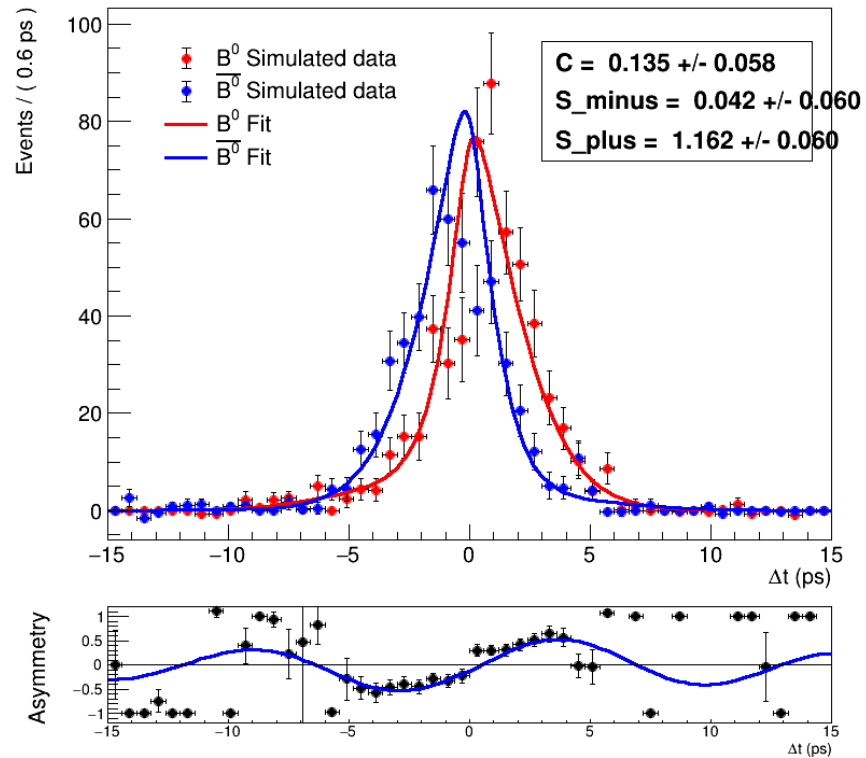 Events / ( 0.6 ps )
100
80
60
40
20
0
B⁰ Simulated data
B̅⁰ Simulated data
B⁰ Fit
B̅⁰ Fit
C = 0.135 +/- 0.058
S_minus = 0.042 +/- 0.060
S_plus = 1.162 +/- 0.060
−15 −10 −5 0 5 10 15
Δt (ps)
Asymmetry
1
0.5
0
−0.5
−1
−15 −10 −5 0 5 10 15
Δt (ps)